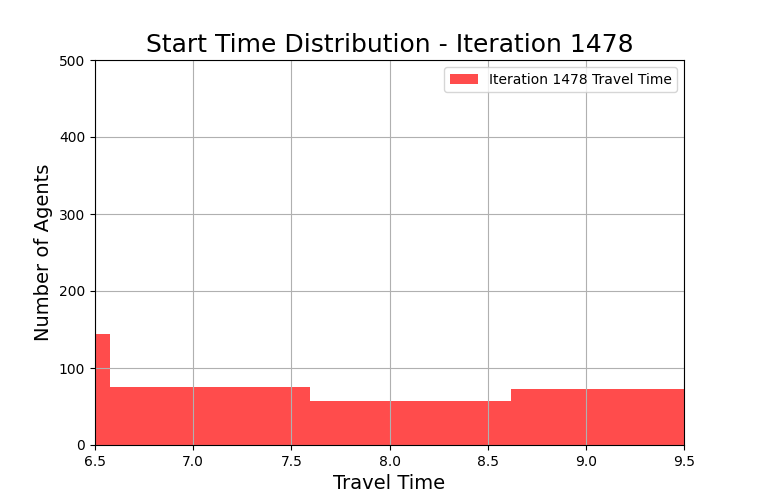 Start Time Distribution - Iteration 1478
Iteration 1478 Travel Time
Number of Agents
500
400
300
200
100
0
6.5 7.0 7.5 8.0 8.5 9.0 9.5
Travel Time